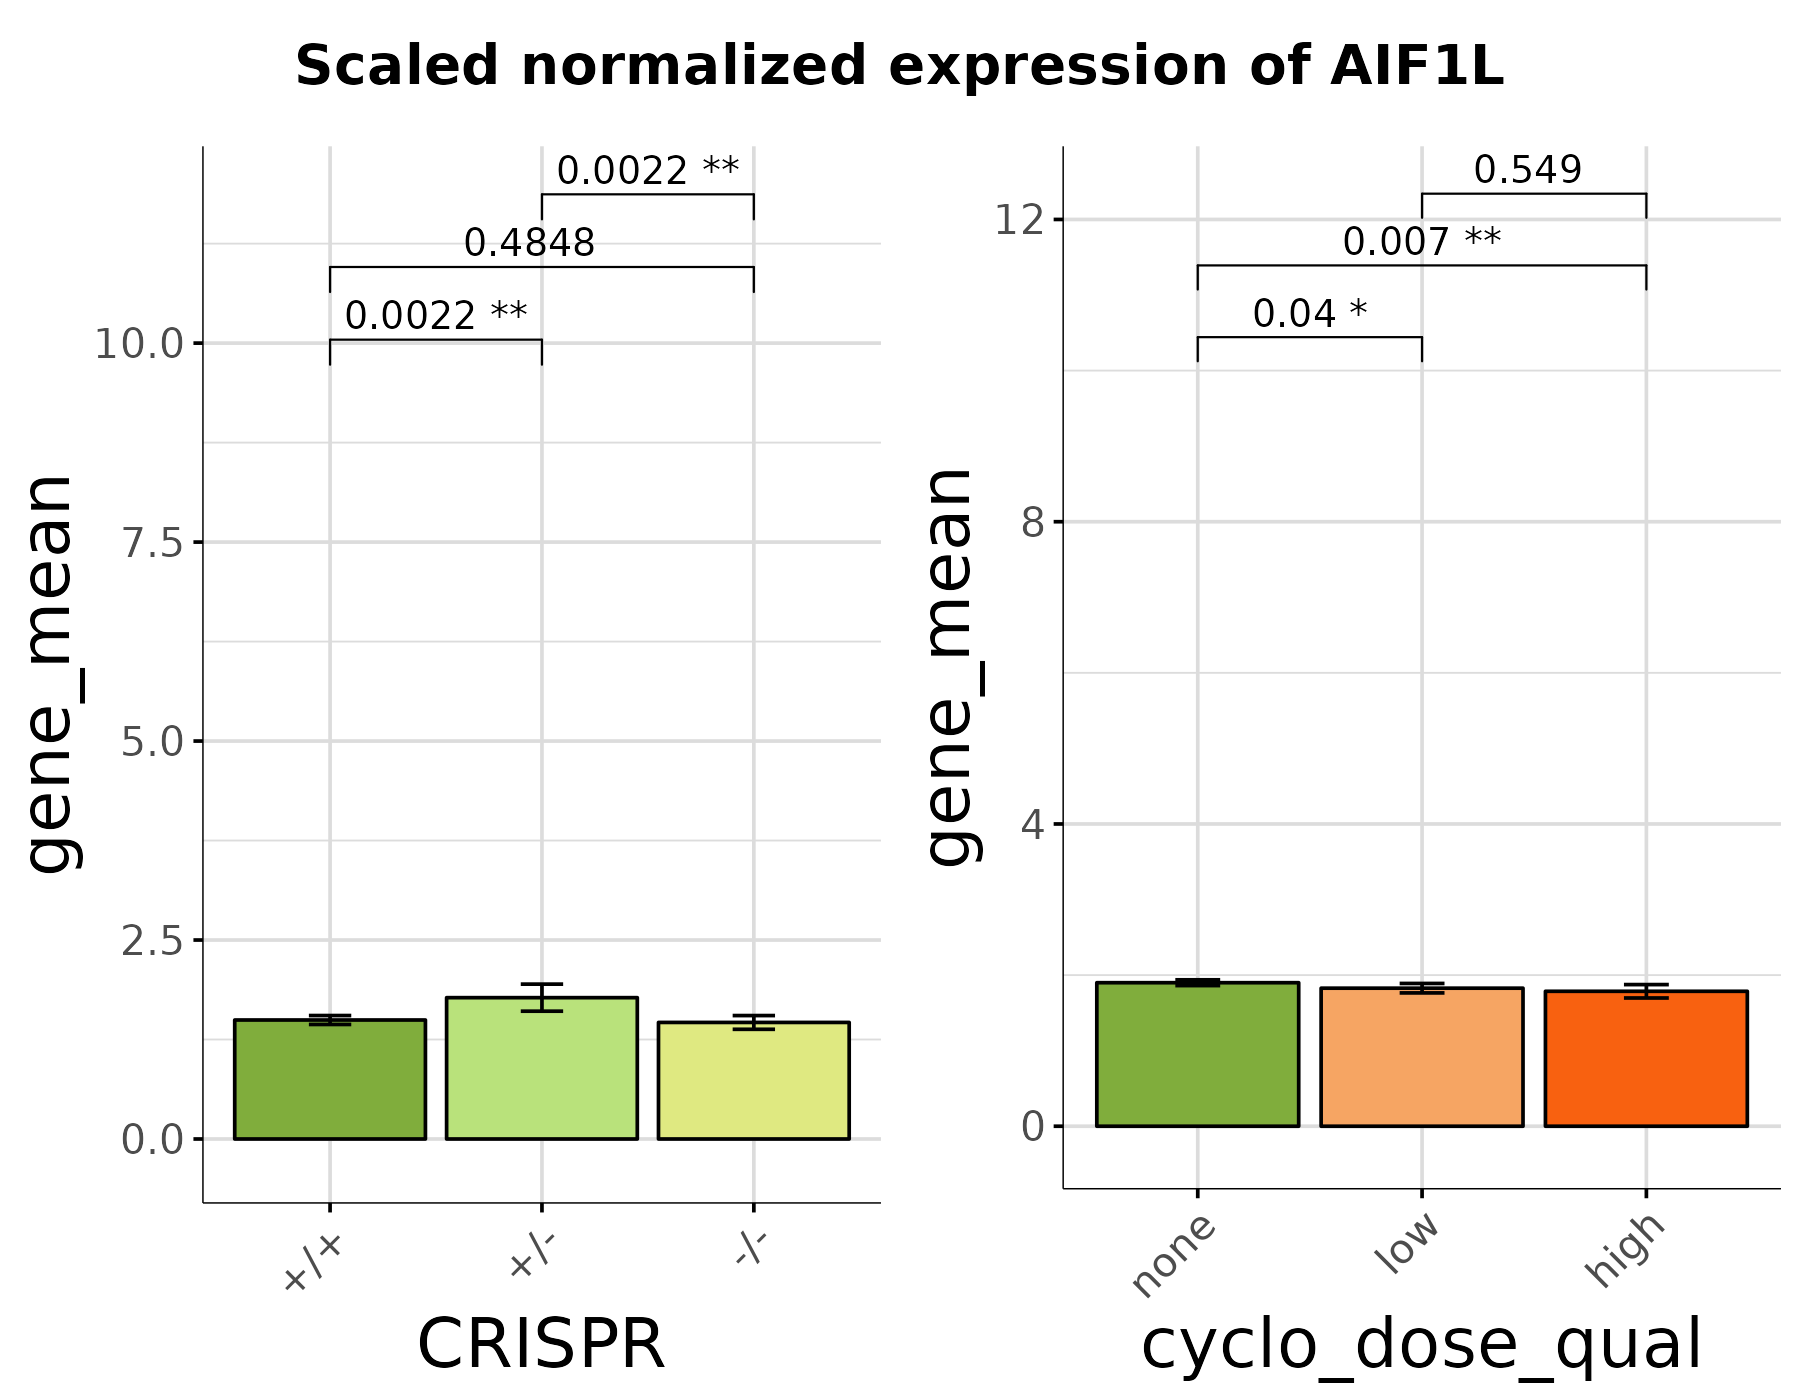 Scaled normalized expression of AIF1L
0.0022 **
0.4848
0.0022 **
10.0
7.5
5.0
2.5
0.0
gene_mean
+/+
+/-
-/-
CRISPR
0.549
0.007 **
0.04 *
12
8
4
0
gene_mean
none
low
high
cyclo_dose_qual